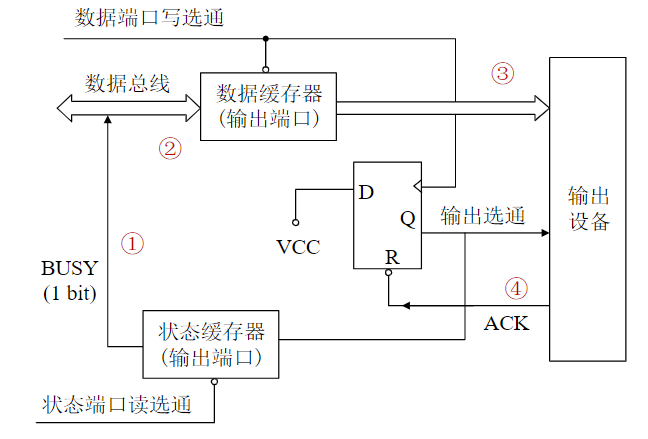 数据端口写选通
数据总线
数据缓存器
(输出端口)
③
②
①
BUSY
(1 bit)
D
Q
R
VCC
输出选通
输出
设备
④
ACK
状态缓存器
(输出端口)
状态端口读选通